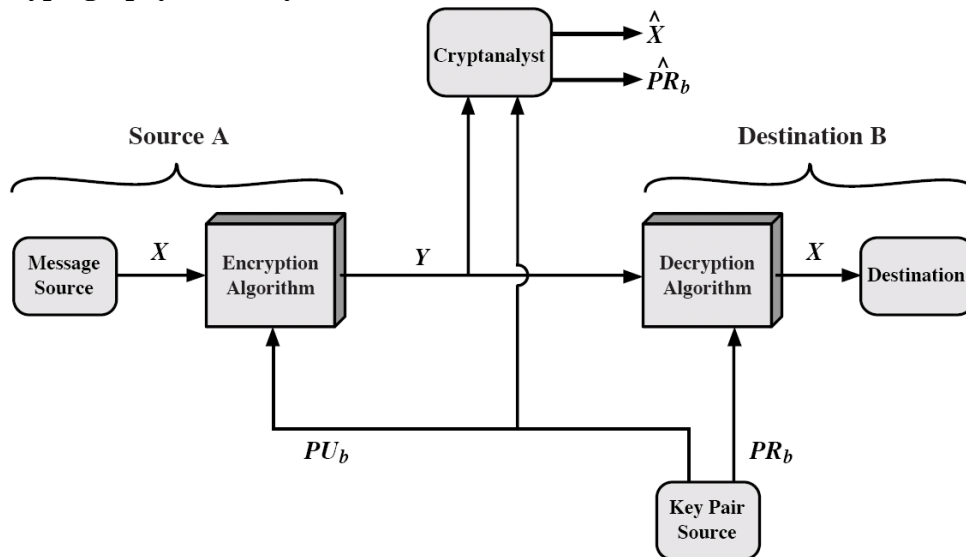 Cryptanalyst
X̂
P̂R_b
Source A
Destination B
Message
Source
X
Encryption
Algorithm
Y
Decryption
Algorithm
X
Destination
PU_b
PR_b
Key Pair
Source